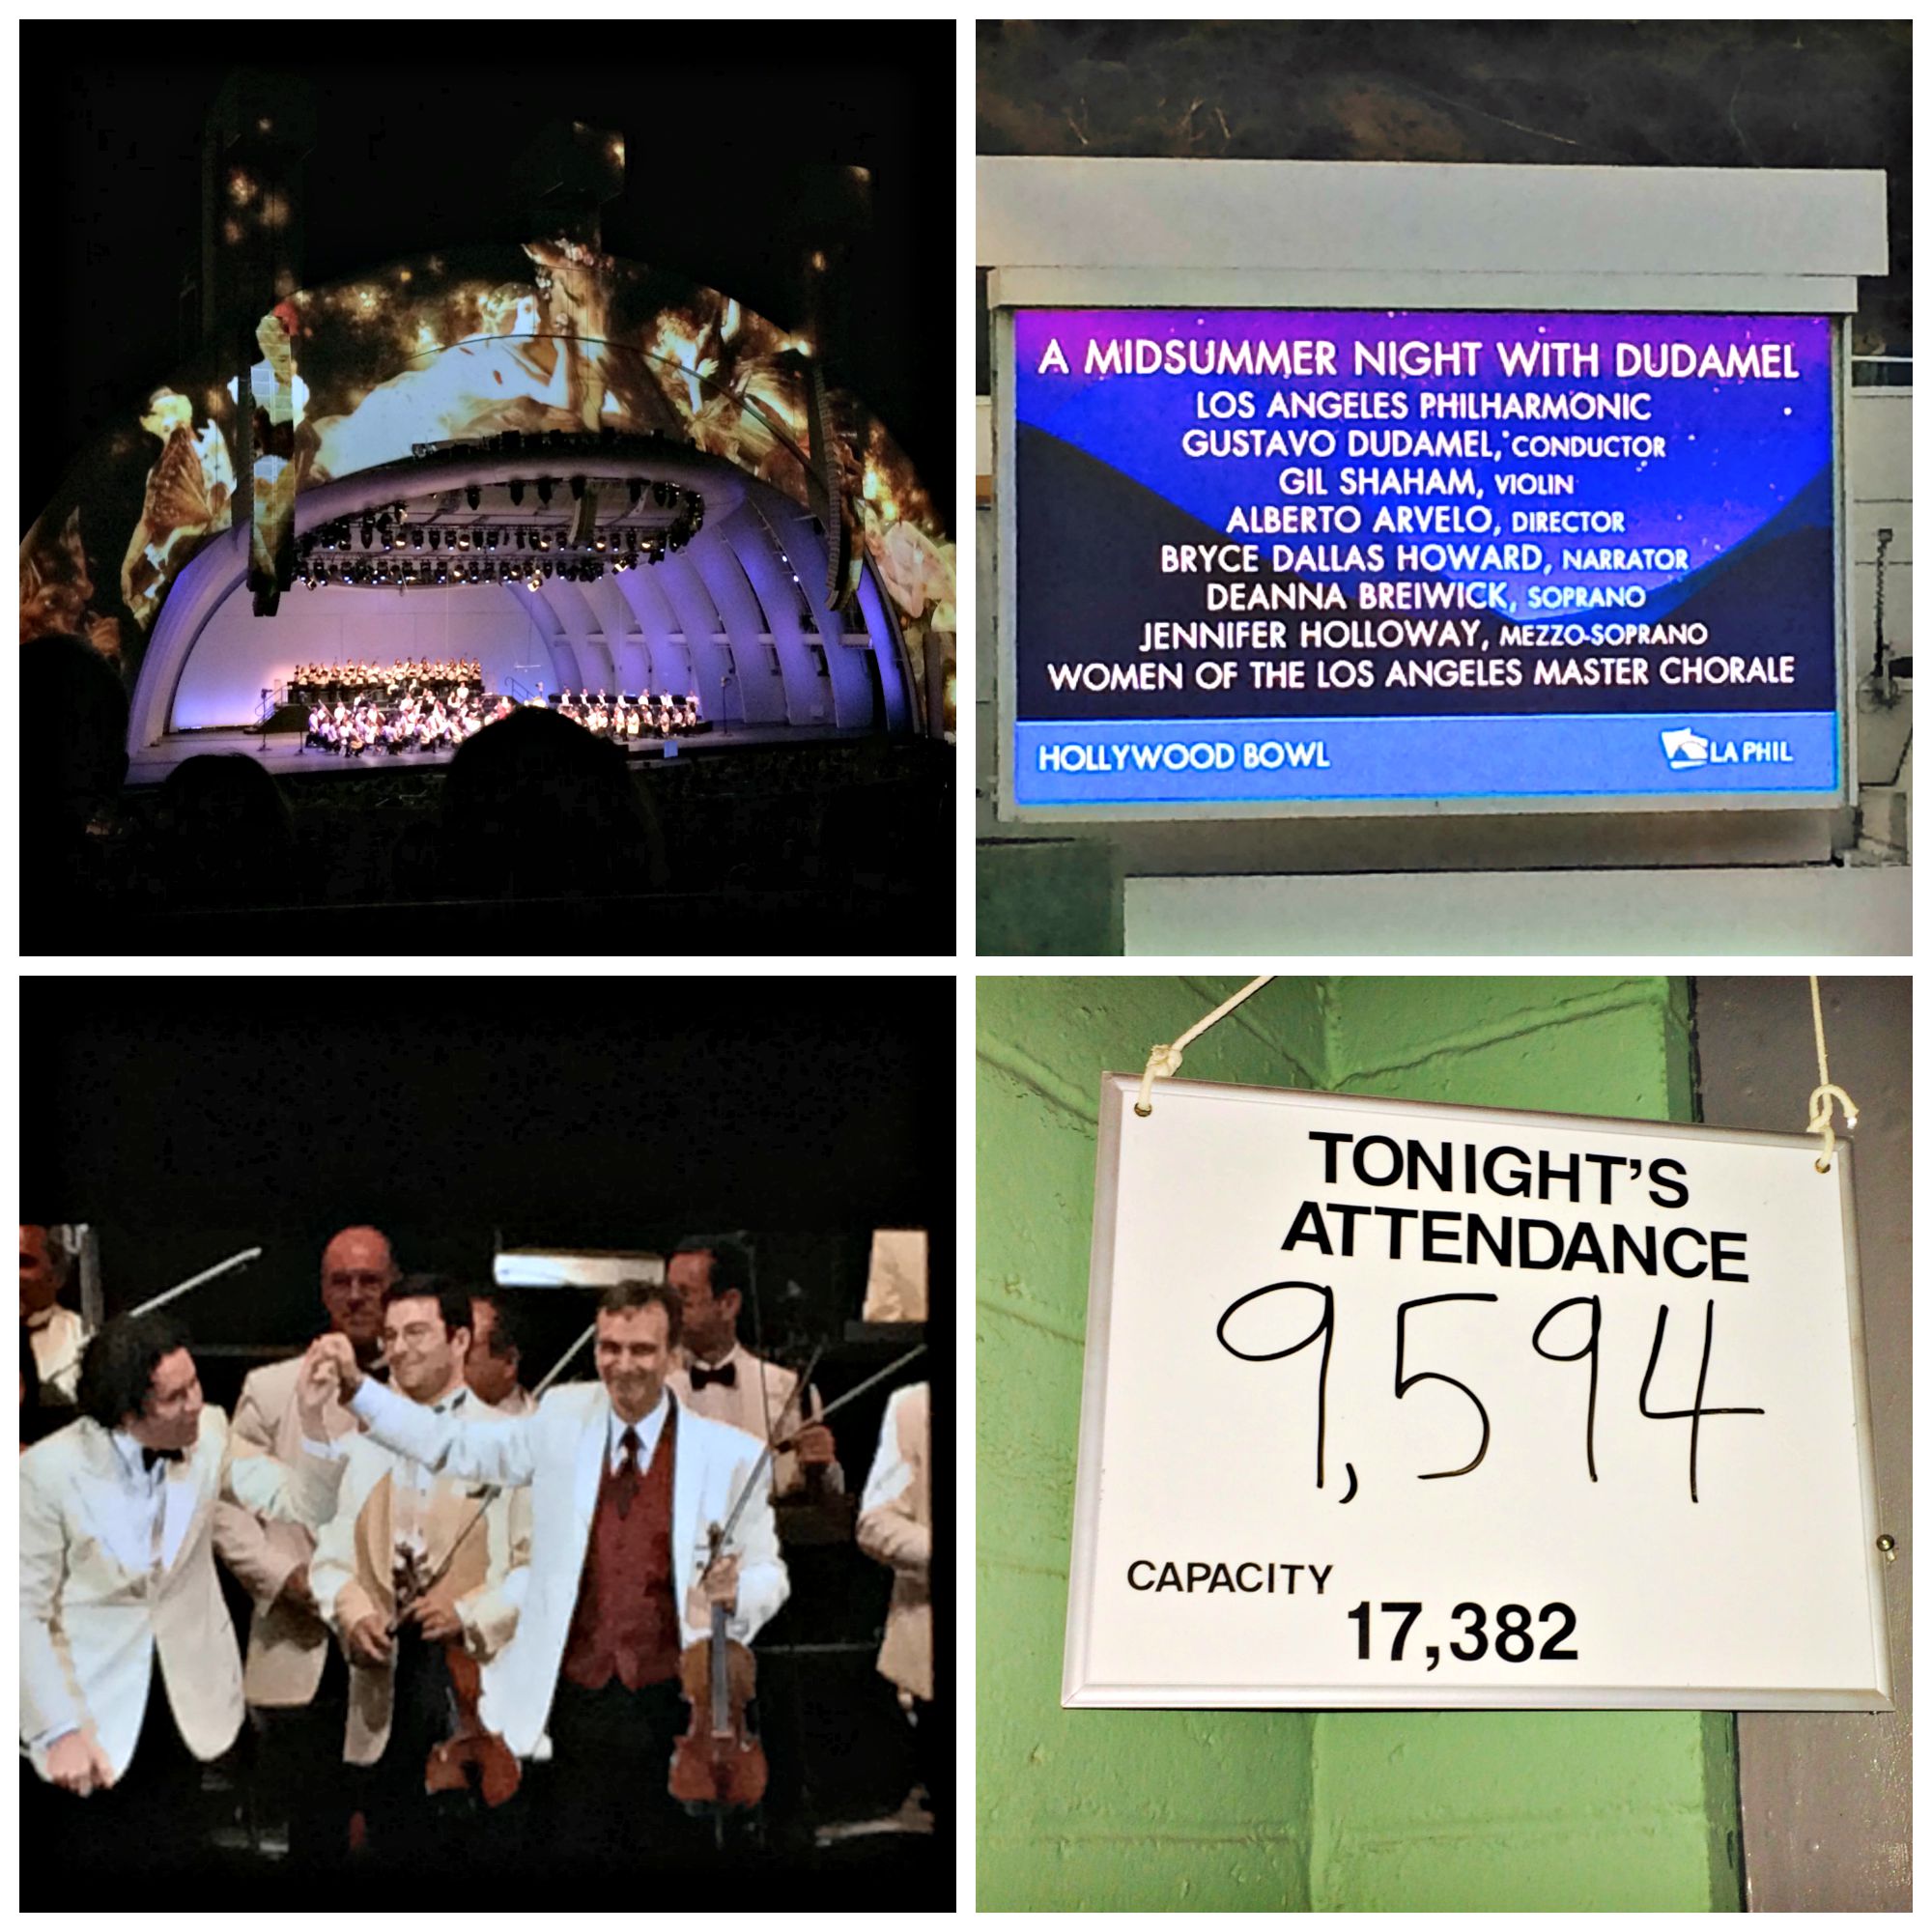 A MIDSUMMER NIGHT WITH DUDAMEL
LOS ANGELES PHILHARMONIC
GUSTAVO DUDAMEL, CONDUCTOR
GIL SHAHAM, VIOLIN
ALBERTO ARVELO, DIRECTOR
BRYCE DALLAS HOWARD, NARRATOR
DEANNA BREIWICK, SOPRANO
JENNIFER HOLLOWAY, MEZZO-SOPRANO
WOMEN OF THE LOS ANGELES MASTER CHORALE
HOLLYWOOD BOWL
LA PHIL
TONIGHT'S
ATTENDANCE
9,594
CAPACITY
17,382